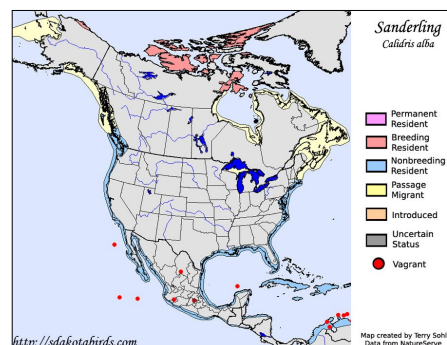 Sanderling
Calidris alba
Permanent
Resident
Breeding
Resident
Nonbreeding
Resident
Passage
Migrant
Introduced
Uncertain
Status
Vagrant
http://sdakotabirds.com
Map created by Terry Sohl
Data from NatureServe